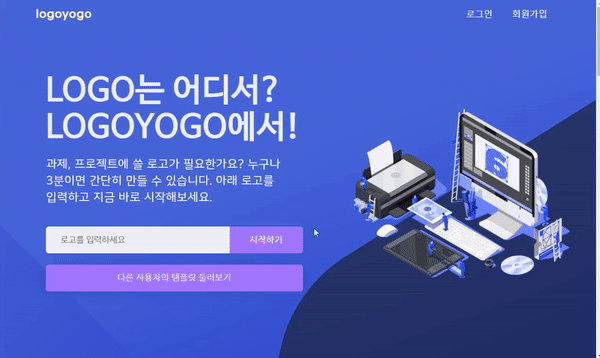 logoyogo
로그인
회원가입
LOGO는 어디서?
LOGOYOGO에서!
과제, 프로젝트에 쓸 로고가 필요한가요? 누구나
3분이면 간단히 만들 수 있습니다. 아래 로고를
입력하고 지금 바로 시작해보세요.
로고를 입력하세요
시작하기
다른 사용자의 템플릿 둘러보기